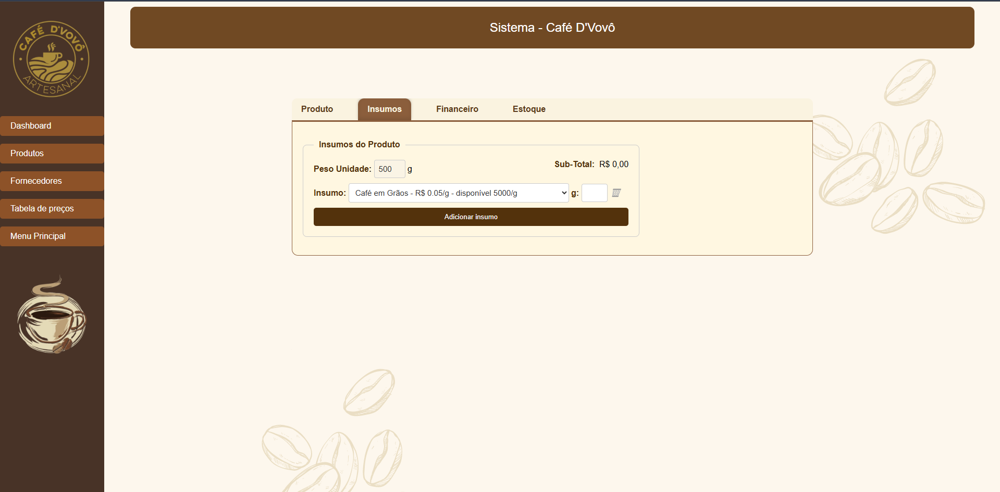 CAFÉ D'VOVÔ
ARTESANAL
Dashboard
Produtos
Fornecedores
Tabela de preços
Menu Principal
Sistema - Café D'Vovô
Produto Insumos Financeiro Estoque
Insumos do Produto
Peso Unidade: 500 g Sub-Total: R$ 0,00
Insumo: Café em Grãos - R$ 0.05/g - disponível 5000/g g:
Adicionar insumo